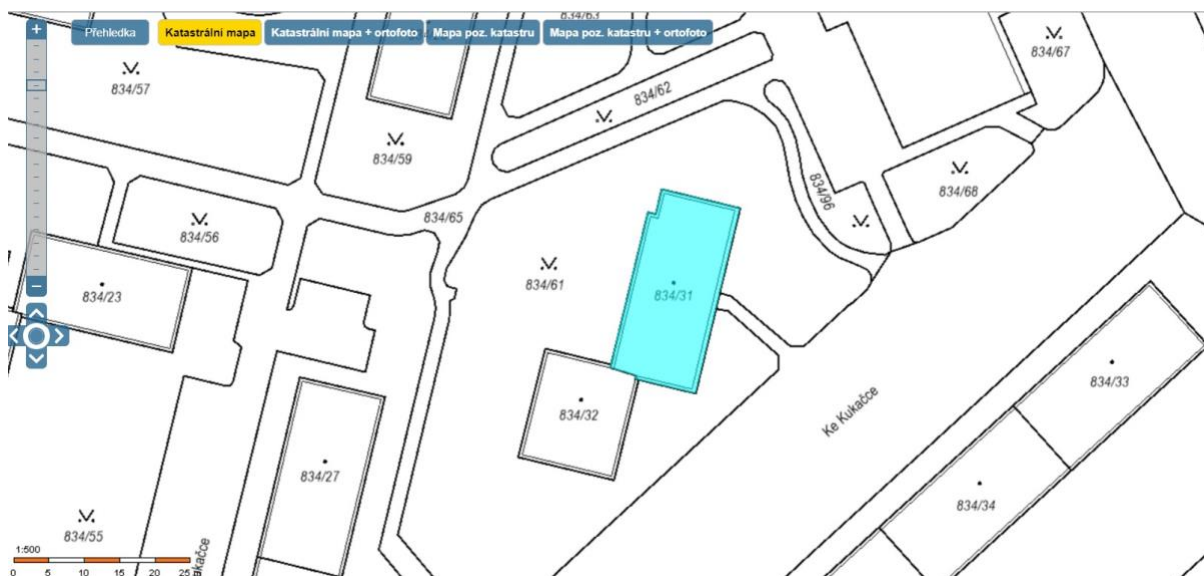 834/63
Přehledka
Katastrální mapa
Katastrální mapa + ortofoto
Mapa poz. katastru
Mapa poz. katastru + ortofoto
834/67
834/57
834/62
834/59
834/68
834/96
834/65
834/56
834/61
834/31
834/23
834/33
834/32
Ke Kukačce
834/27
834/34
834/55
1:500
0 5 10 15 20 25